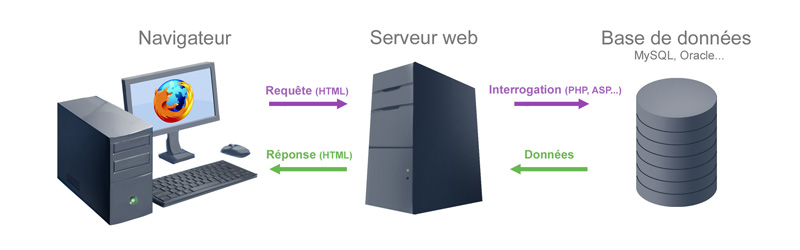 Navigateur
Serveur web
Base de données
MySQL, Oracle...
Requête (HTML)
Interrogation (PHP, ASP...)
Réponse (HTML)
Données